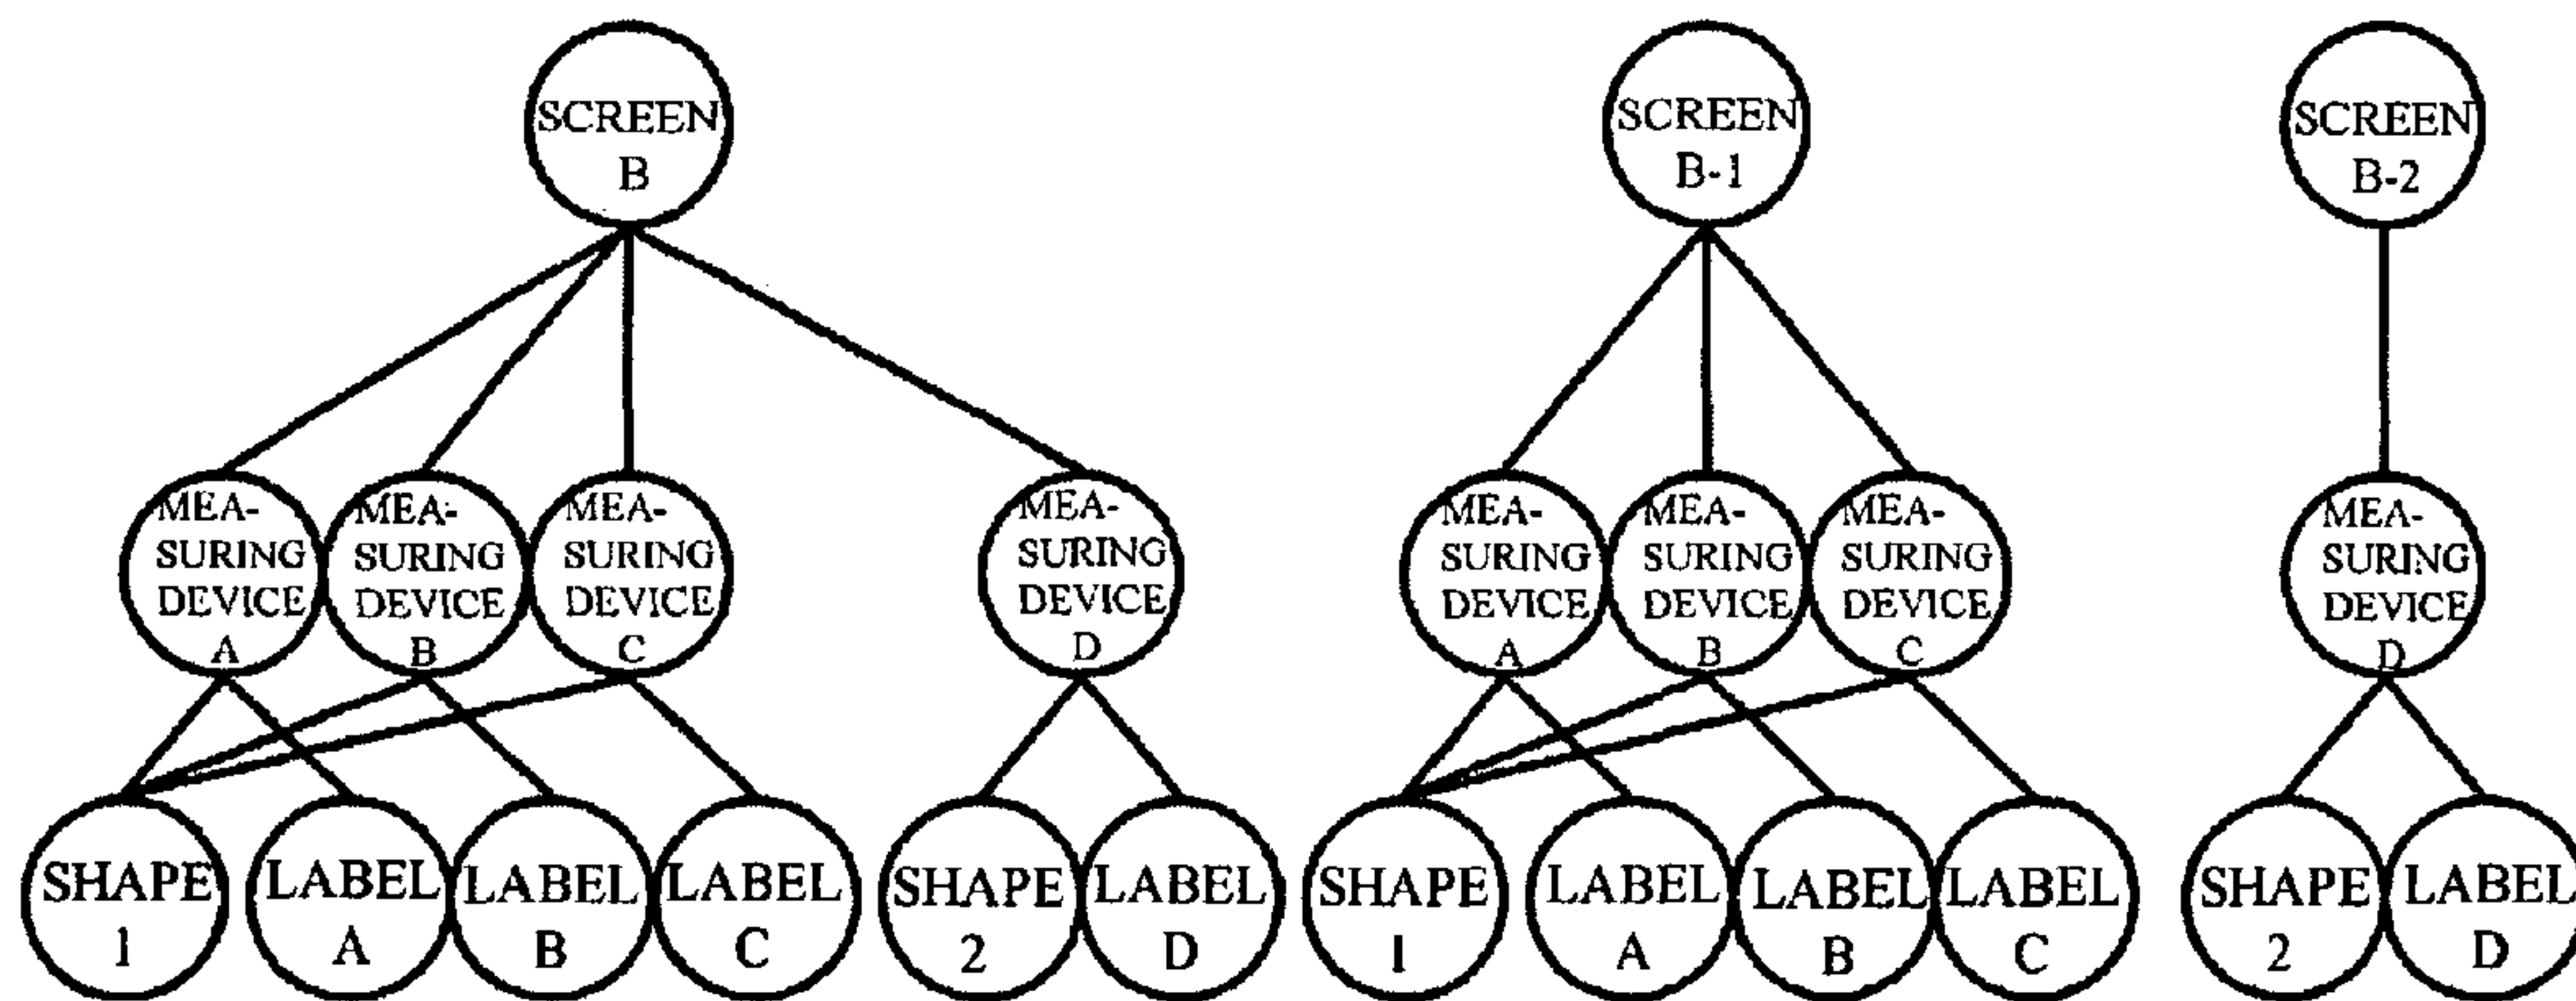 SCREEN
B
SCREEN
B-1
SCREEN
B-2
MEA-
SURING
DEVICE
A
MEA-
SURING
DEVICE
B
MEA-
SURING
DEVICE
C
MEA-
SURING
DEVICE
D
MEA-
SURING
DEVICE
A
MEA-
SURING
DEVICE
B
MEA-
SURING
DEVICE
C
MEA-
SURING
DEVICE
D
SHAPE
1
LABEL
A
LABEL
B
LABEL
C
SHAPE
2
LABEL
D
SHAPE
1
LABEL
A
LABEL
B
LABEL
C
SHAPE
2
LABEL
D